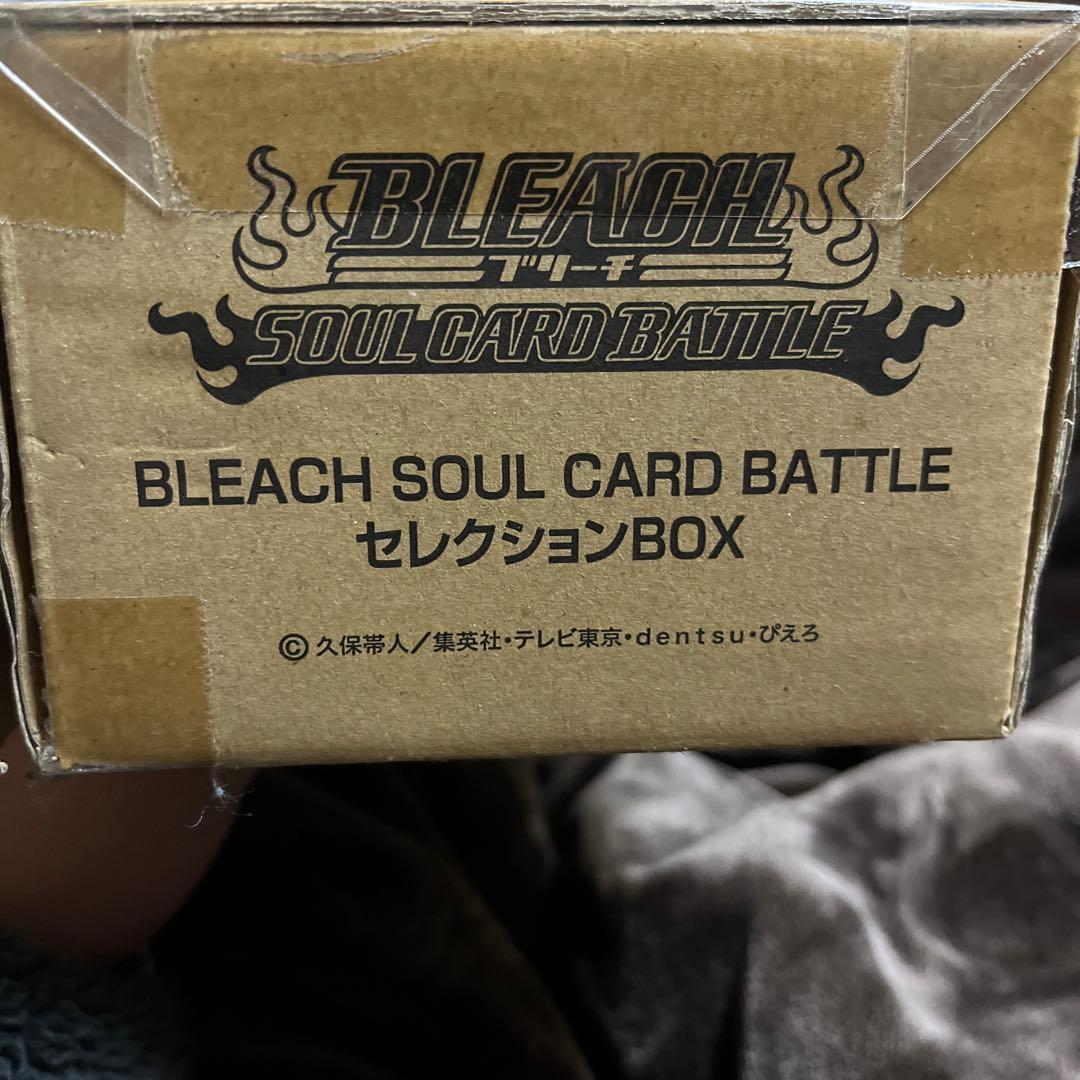 BLEACH
ブリーチ
SOUL CARD BATTLE
BLEACH SOUL CARD BATTLE
セレクションBOX
©久保帯人/集英社・テレビ東京・dentsu・ぴえろ